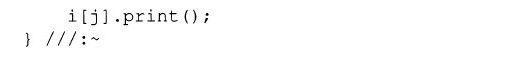 i[j].print();
} ///:~